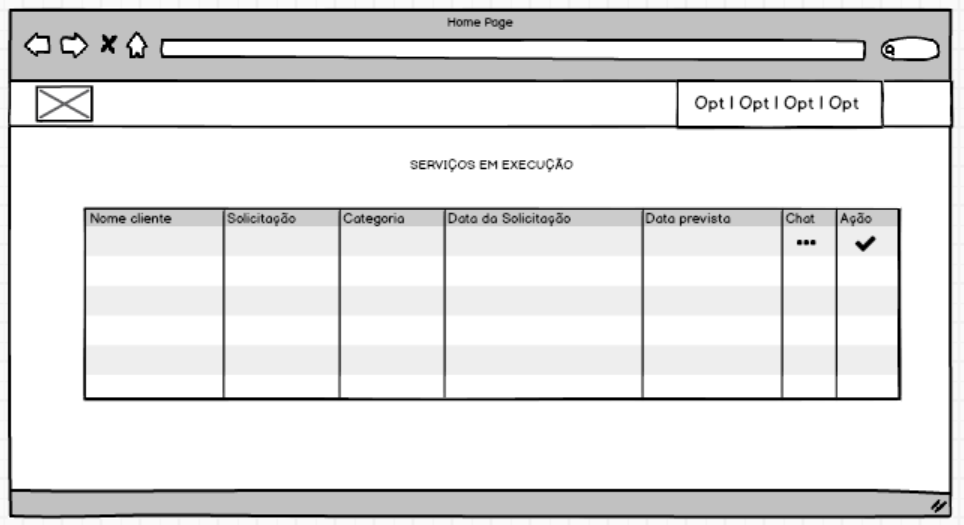 Home Page
Opt | Opt | Opt | Opt
SERVIÇOS EM EXECUÇÃO
Nome cliente Solicitação Categoria Data da Solicitação Data prevista Chat Ação